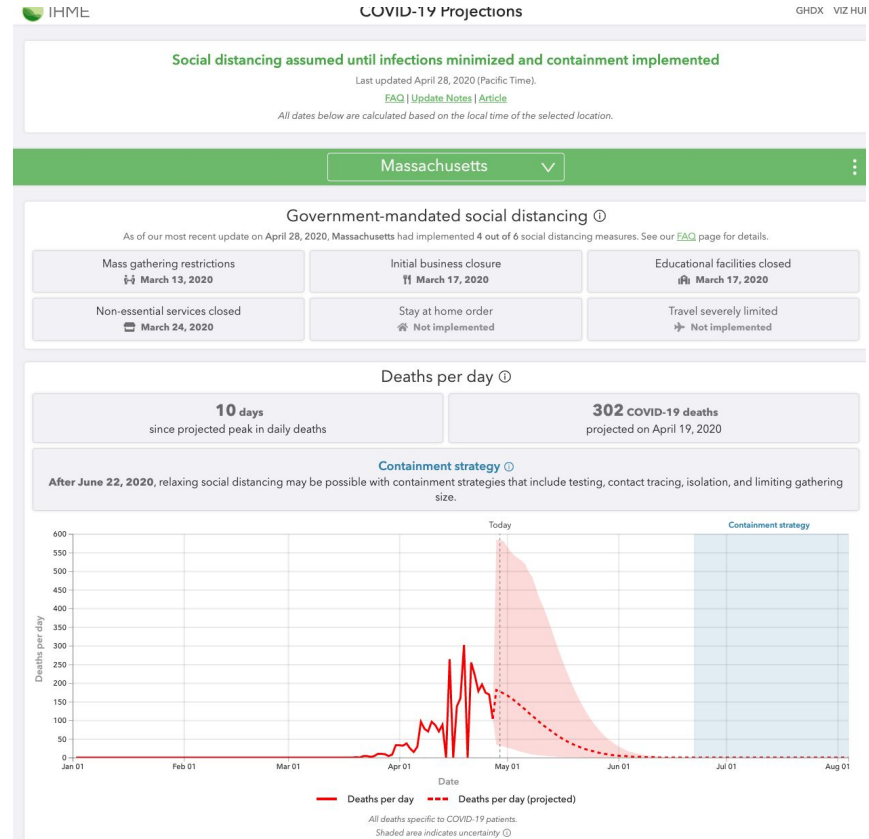 IHME COVID-19 Projections GHDX VIZ HUB
Social distancing assumed until infections minimized and containment implemented
Last updated April 28, 2020 (Pacific Time).
FAQ | Update Notes | Article
All dates below are calculated based on the local time of the selected location.
Massachusetts
Government-mandated social distancing
As of our most recent update on April 28, 2020, Massachusetts had implemented 4 out of 6 social distancing measures. See our FAQ page for details.
Mass gathering restrictions
March 13, 2020
Initial business closure
March 17, 2020
Educational facilities closed
March 17, 2020
Non-essential services closed
March 24, 2020
Stay at home order
Not implemented
Travel severely limited
Not implemented
Deaths per day
10 days
since projected peak in daily deaths
302 COVID-19 deaths
projected on April 19, 2020
Containment strategy
After June 22, 2020, relaxing social distancing may be possible with containment strategies that include testing, contact tracing, isolation, and limiting gathering
size.
Today
Containment strategy
600
550
500
450
400
350
300
250
200
150
100
50
0
Deaths per day
Jan 01 Feb 01 Mar 01 Apr 01 May 01 Jun 01 Jul 01 Aug 01
Date
Deaths per day Deaths per day (projected)
All deaths specific to COVID-19 patients.
Shaded area indicates uncertainty